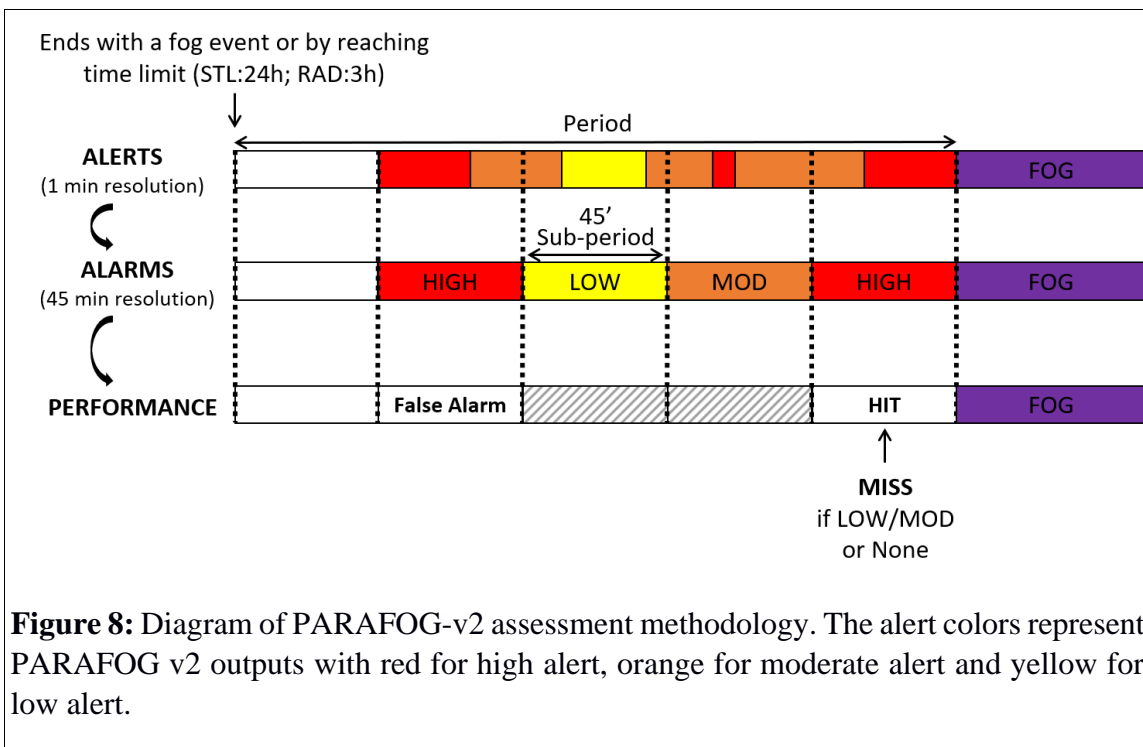 Ends with a fog event or by reaching
time limit (STL:24h; RAD:3h)
Period
ALERTS
(1 min resolution)
FOG
45’
Sub-period
ALARMS
(45 min resolution)
HIGH
LOW
MOD
HIGH
FOG
PERFORMANCE
False Alarm
HIT
FOG
MISS
if LOW/MOD
or None
Figure 8: Diagram of PARAFOG-v2 assessment methodology. The alert colors represent
PARAFOG v2 outputs with red for high alert, orange for moderate alert and yellow for
low alert.